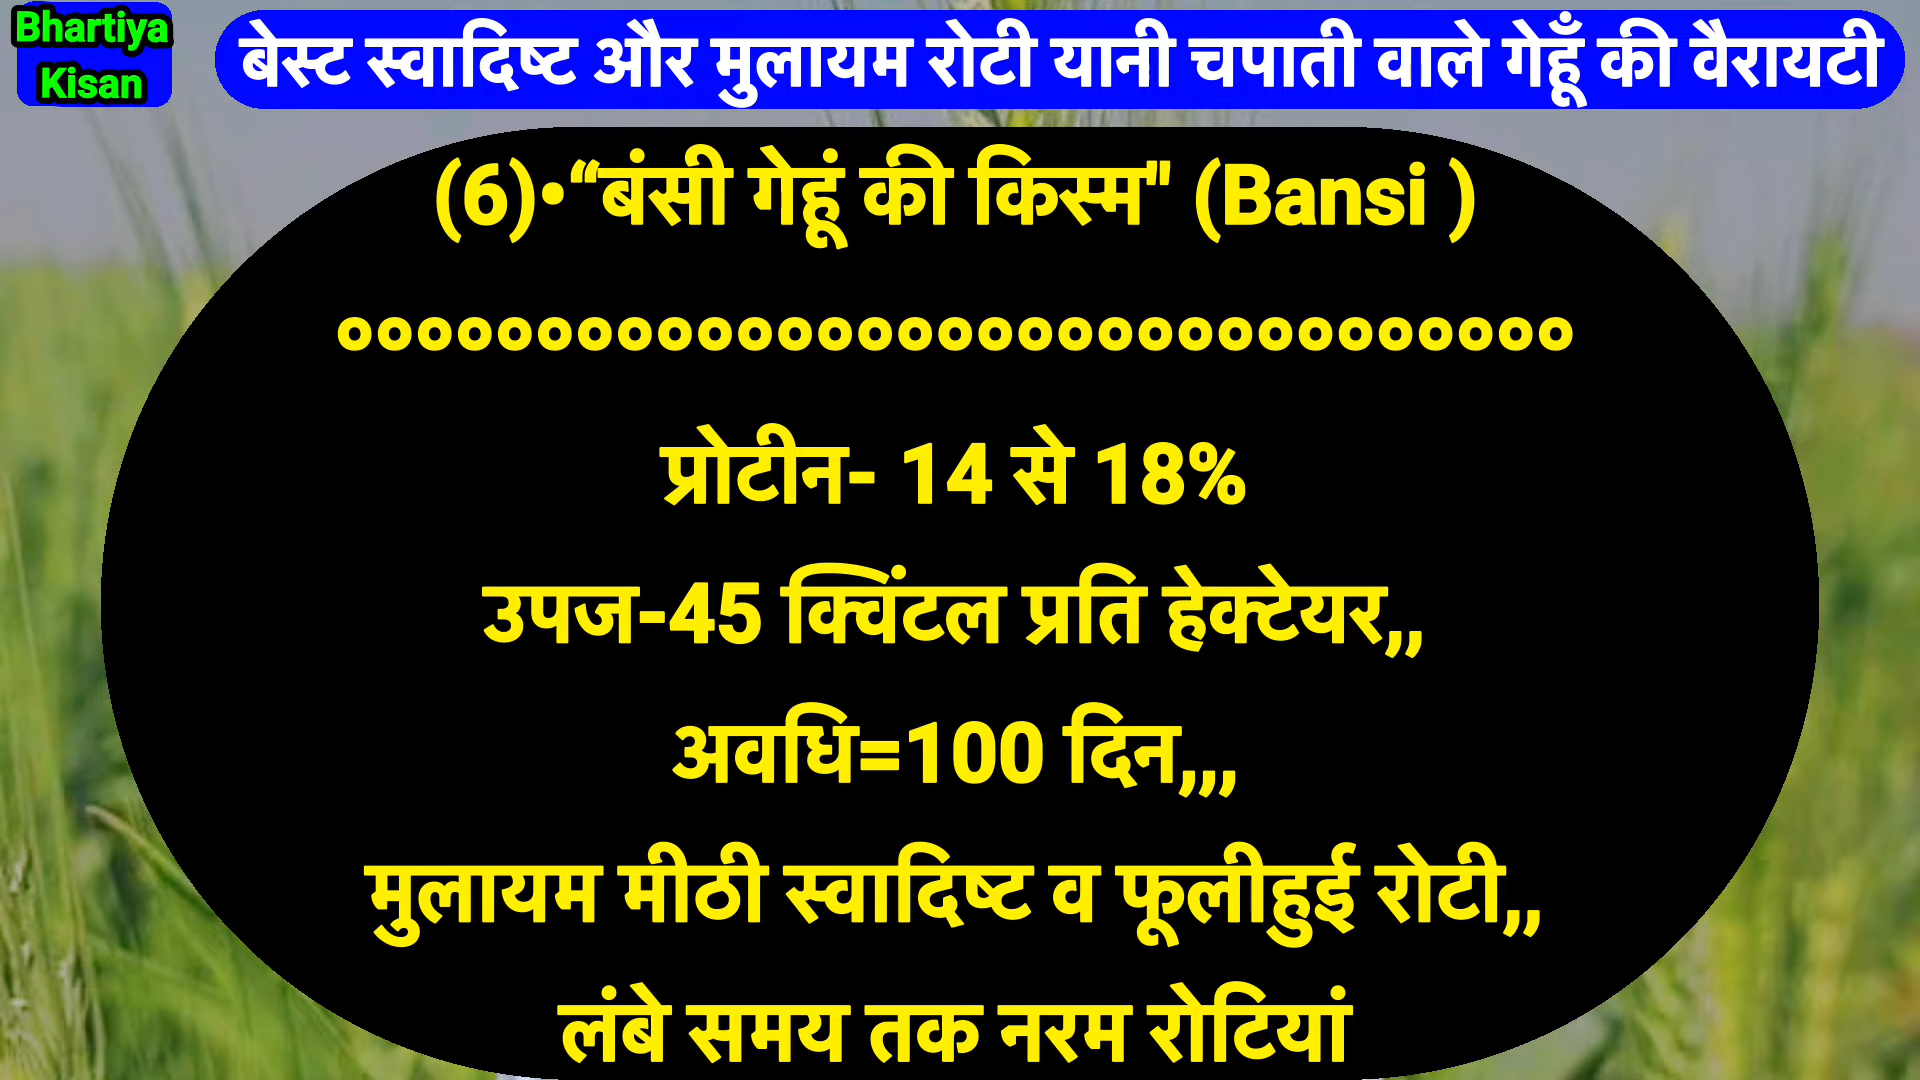 Bhartiya
Kisan
बेस्ट स्वादिष्ट और मुलायम रोटी यानी चपाती वाले गेहूँ की वैरायटी
(6)•“बंसी गेहूं की किस्म" (Bansi )
०००००००००००००००००००००००००००००००
प्रोटीन- 14 से 18%
उपज-45 क्विंटल प्रति हेक्टेयर,,
अवधि=100 दिन,,,
मुलायम मीठी स्वादिष्ट व फूलीहुई रोटी,,
लंबे समय तक नरम रोटियां